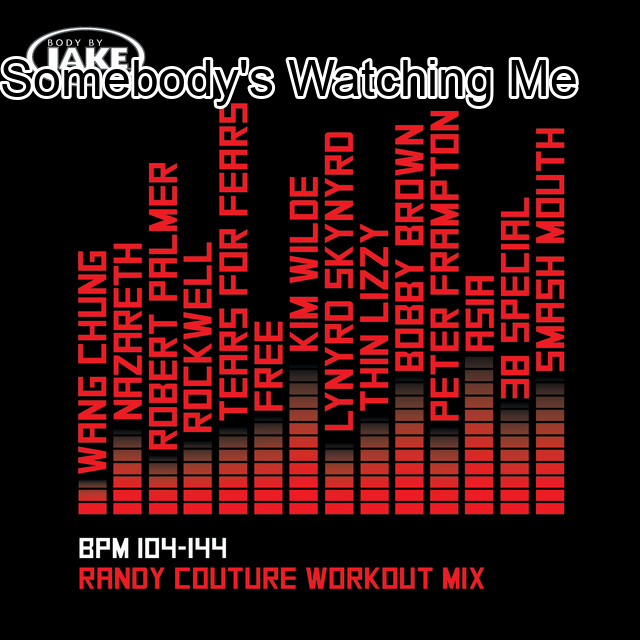 BODY BY
JAKE
Somebody's Watching Me
WANG CHUNG
NAZARETH
ROBERT PALMER
ROCKWELL
TEARS FOR FEARS
FREE
KIM WILDE
LYNYRD SKYNYRD
THIN LIZZY
BOBBY BROWN
PETER FRAMPTON
ASIA
38 SPECIAL
SMASH MOUTH
BPM 104-144
RANDY COUTURE WORKOUT MIX